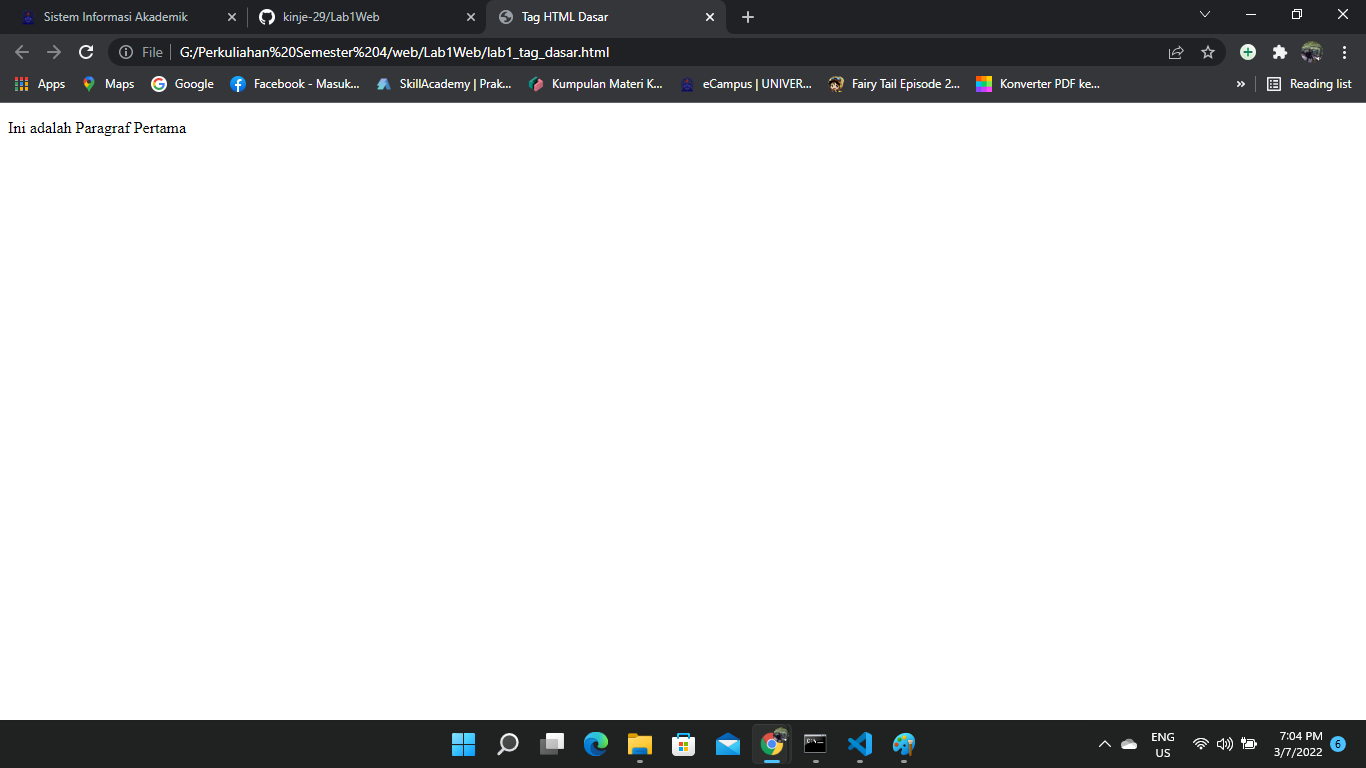 Sistem Informasi Akademik
kinje-29/Lab1Web
Tag HTML Dasar
File
G:/Perkuliahan%20Semester%204/web/Lab1Web/lab1_tag_dasar.html
Apps
Maps
Google
Facebook - Masuk...
SkillAcademy | Prak...
Kumpulan Materi K...
eCampus | UNIVER...
Fairy Tail Episode 2...
Konverter PDF ke...
»
Reading list
Ini adalah Paragraf Pertama
ENG
US
7:04 PM
3/7/2022
6